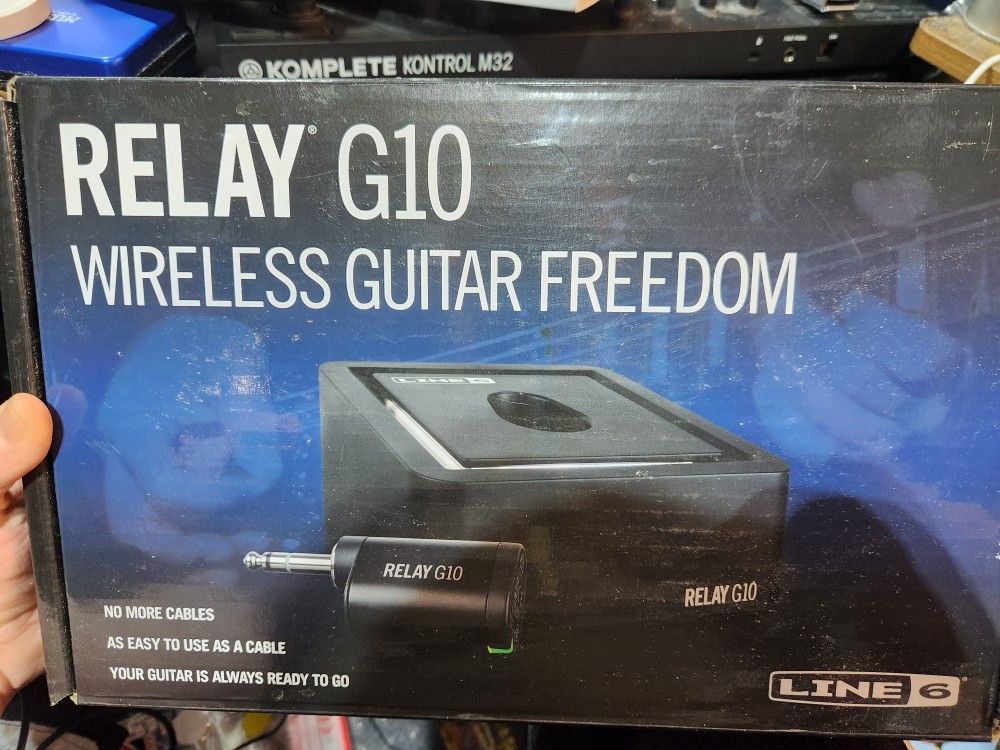 KOMPLETE KONTROL M32
RELAY® G10
WIRELESS GUITAR FREEDOM
LINE 6
RELAY G10
RELAY G10
NO MORE CABLES
AS EASY TO USE AS A CABLE
YOUR GUITAR IS ALWAYS READY TO GO
LINE 6®